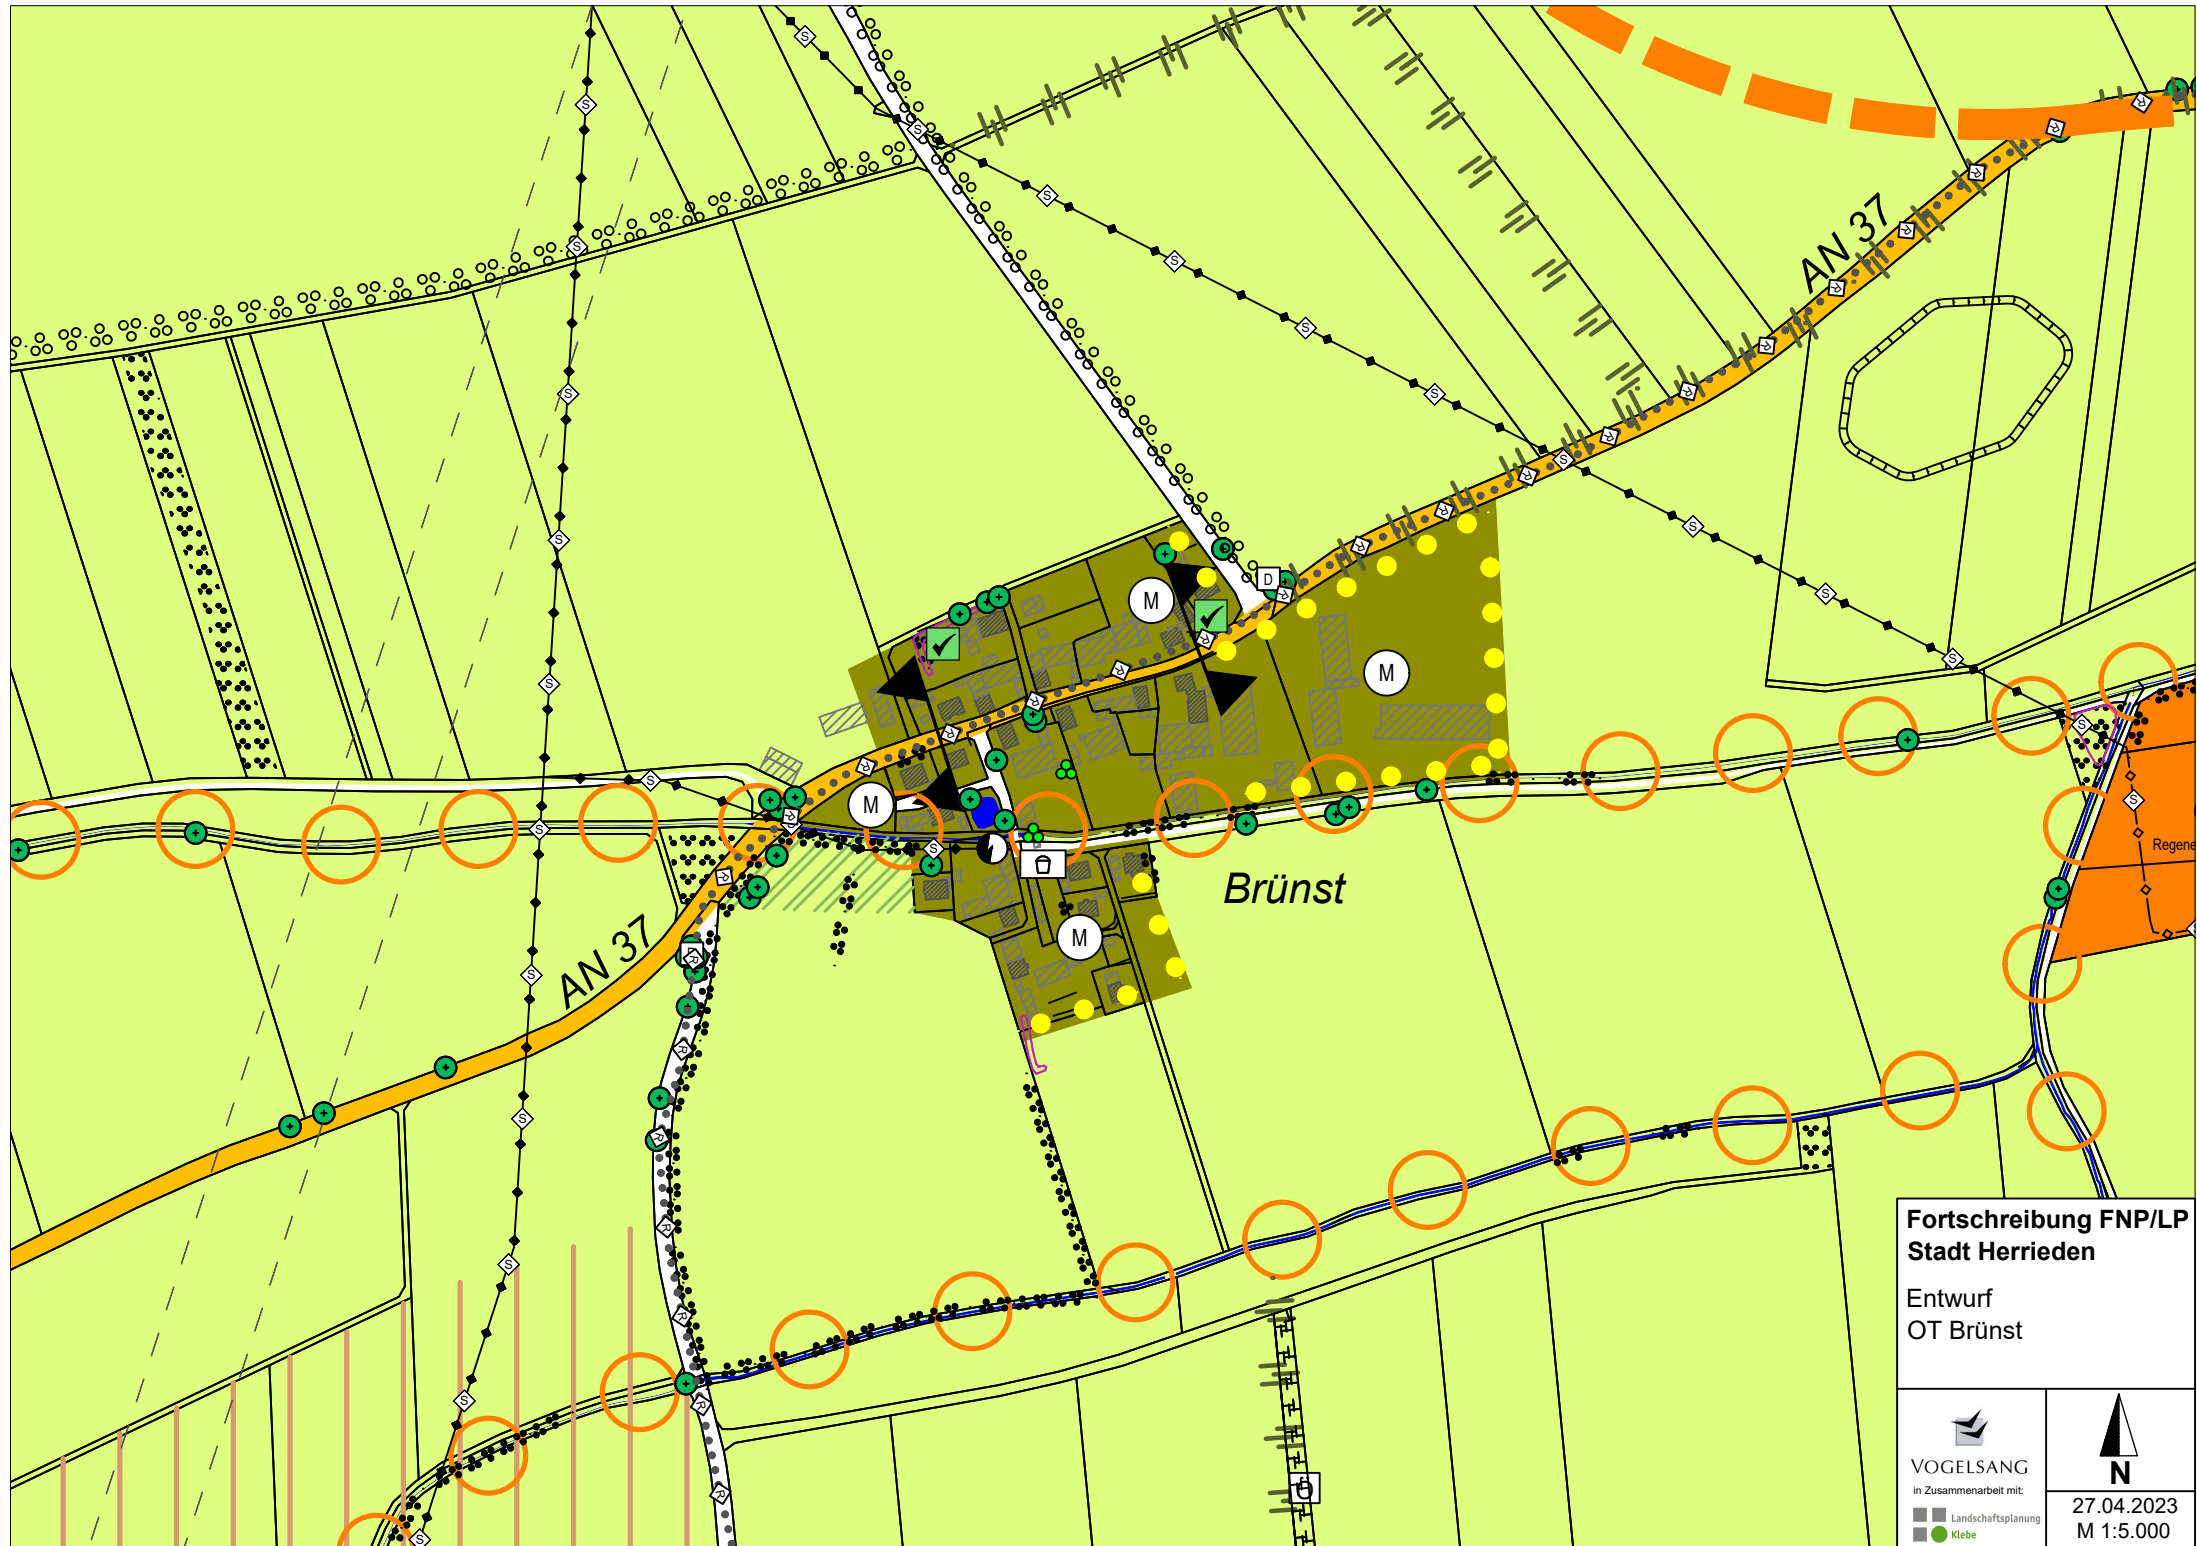 AN 37
D
M
M
M
Brünst
M
AN 37
Regene
Fortschreibung FNP/LP
Stadt Herrieden
Entwurf
OT Brünst
VOGELSANG
in Zusammenarbeit mit:
Landschaftsplanung
Klebe
N
27.04.2023
M 1:5.000